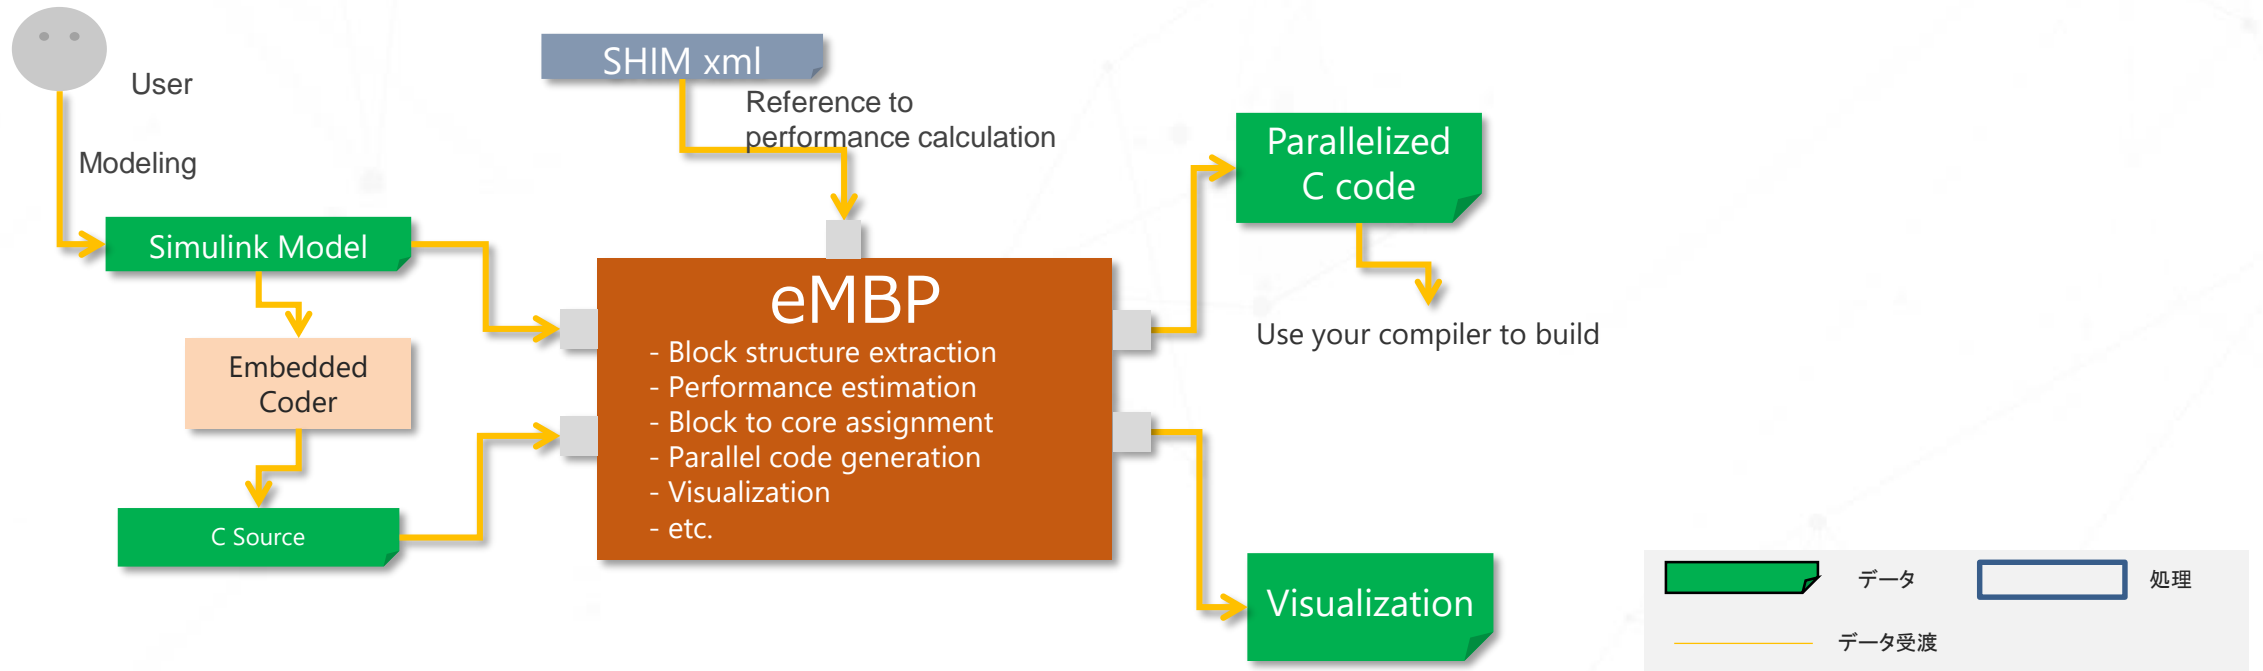 User
Modeling
SHIM xml
Reference to
performance calculation
Simulink Model
Embedded
Coder
C Source
eMBP
- Block structure extraction
- Performance estimation
- Block to core assignment
- Parallel code generation
- Visualization
- etc.
Parallelized
C code
Use your compiler to build
Visualization
データ
処理
データ受渡